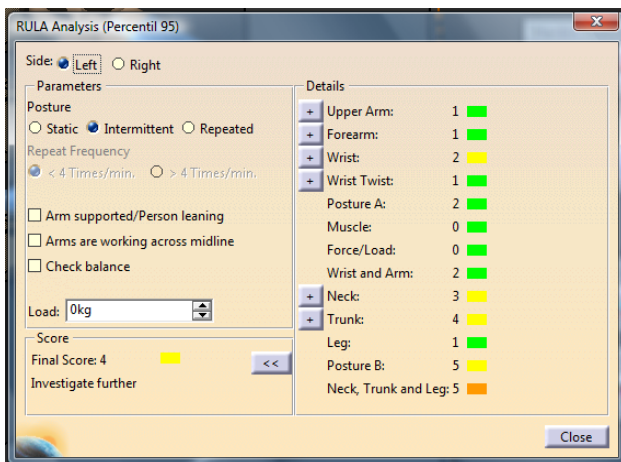 RULA Analysis (Percentil 95)
Side: Left Right
Parameters
Posture
Static Intermittent Repeated
Repeat Frequency
< 4 Times/min. > 4 Times/min.
Arm supported/Person leaning
Arms are working across midline
Check balance
Load: 0kg
Score
Final Score: 4
<<
Investigate further
Details
+ Upper Arm: 1
+ Forearm: 1
+ Wrist: 2
+ Wrist Twist: 1
Posture A: 2
Muscle: 0
Force/Load: 0
Wrist and Arm: 2
+ Neck: 3
+ Trunk: 4
Leg: 1
Posture B: 5
Neck, Trunk and Leg: 5
Close